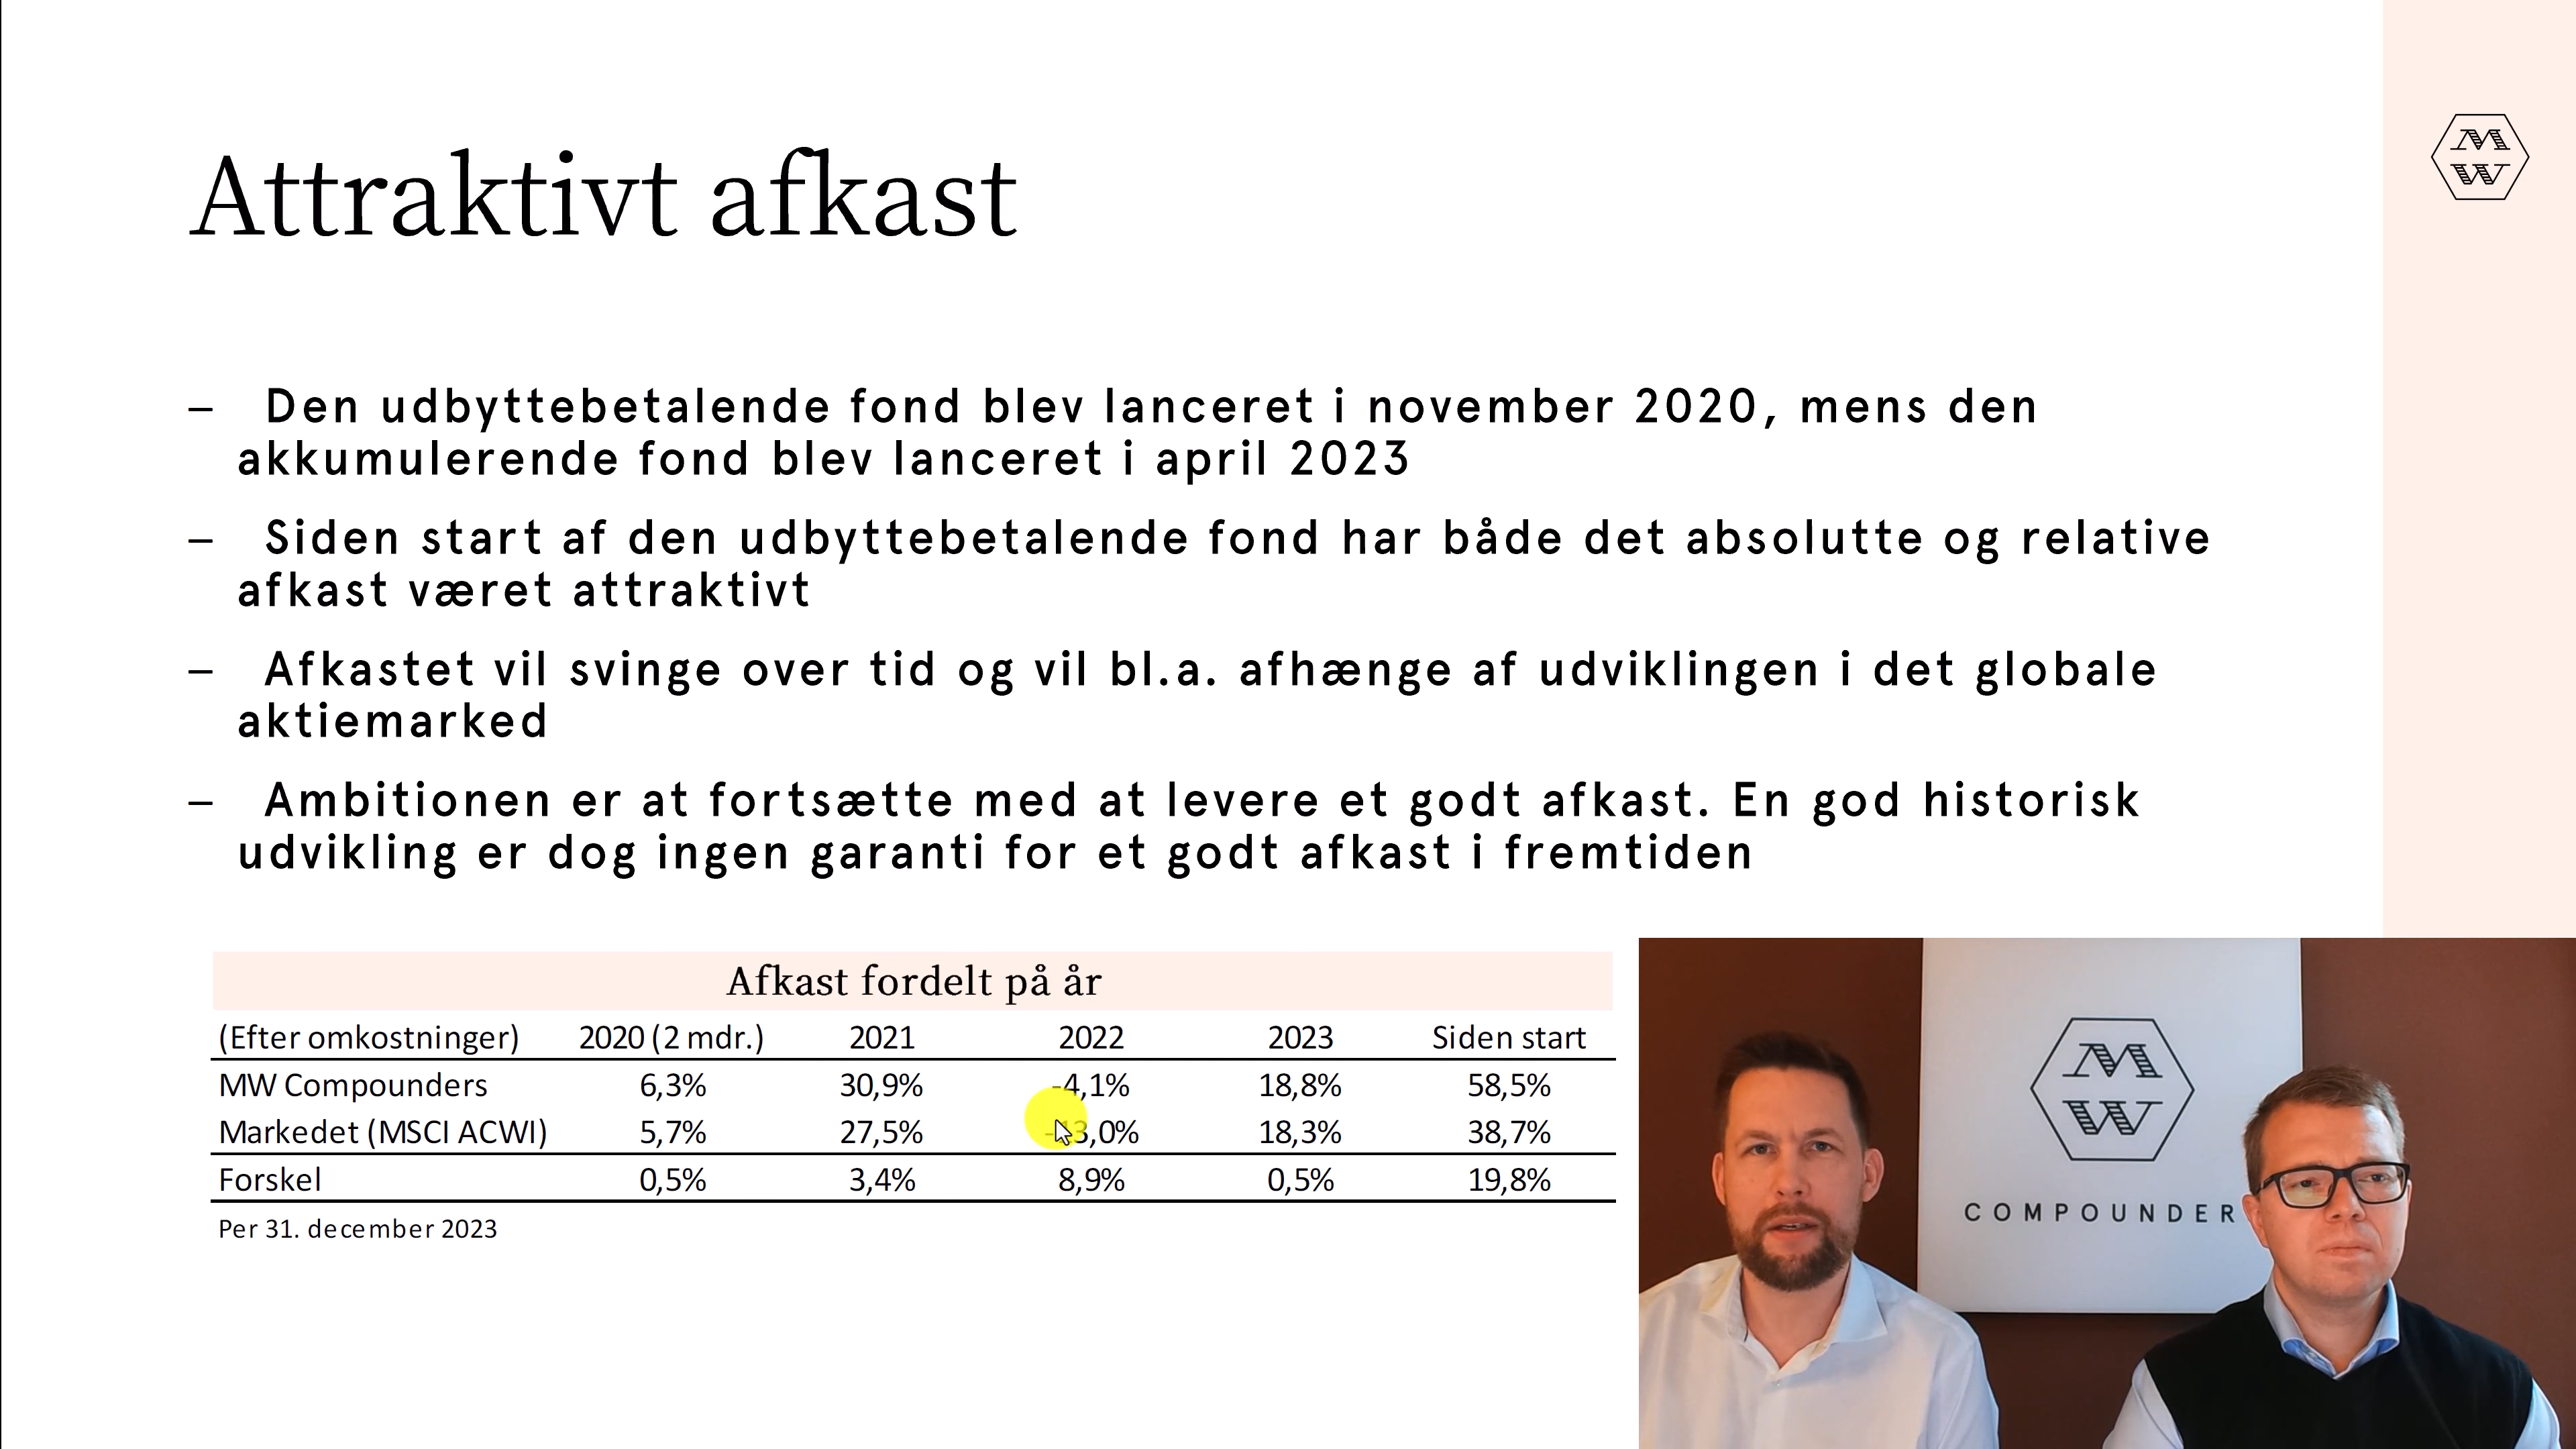 Attraktivt afkast
M
W
– Den udbyttebetalende fond blev lanceret i november 2020, mens den
akkumulerende fond blev lanceret i april 2023
– Siden start af den udbyttebetalende fond har både det absolutte og relative
afkast været attraktivt
– Afkastet vil svinge over tid og vil bl.a. afhænge af udviklingen i det globale
aktiemarked
– Ambitionen er at fortsætte med at levere et godt afkast. En god historisk
udvikling er dog ingen garanti for et godt afkast i fremtiden
Afkast fordelt på år
(Efter omkostninger) 2020 (2 mdr.) 2021 2022 2023 Siden start
MW Compounders 6,3% 30,9% -4,1% 18,8% 58,5%
Markedet (MSCI ACWI) 5,7% 27,5% -13,0% 18,3% 38,7%
Forskel 0,5% 3,4% 8,9% 0,5% 19,8%
Per 31. december 2023
M
W
COMPOUNDER